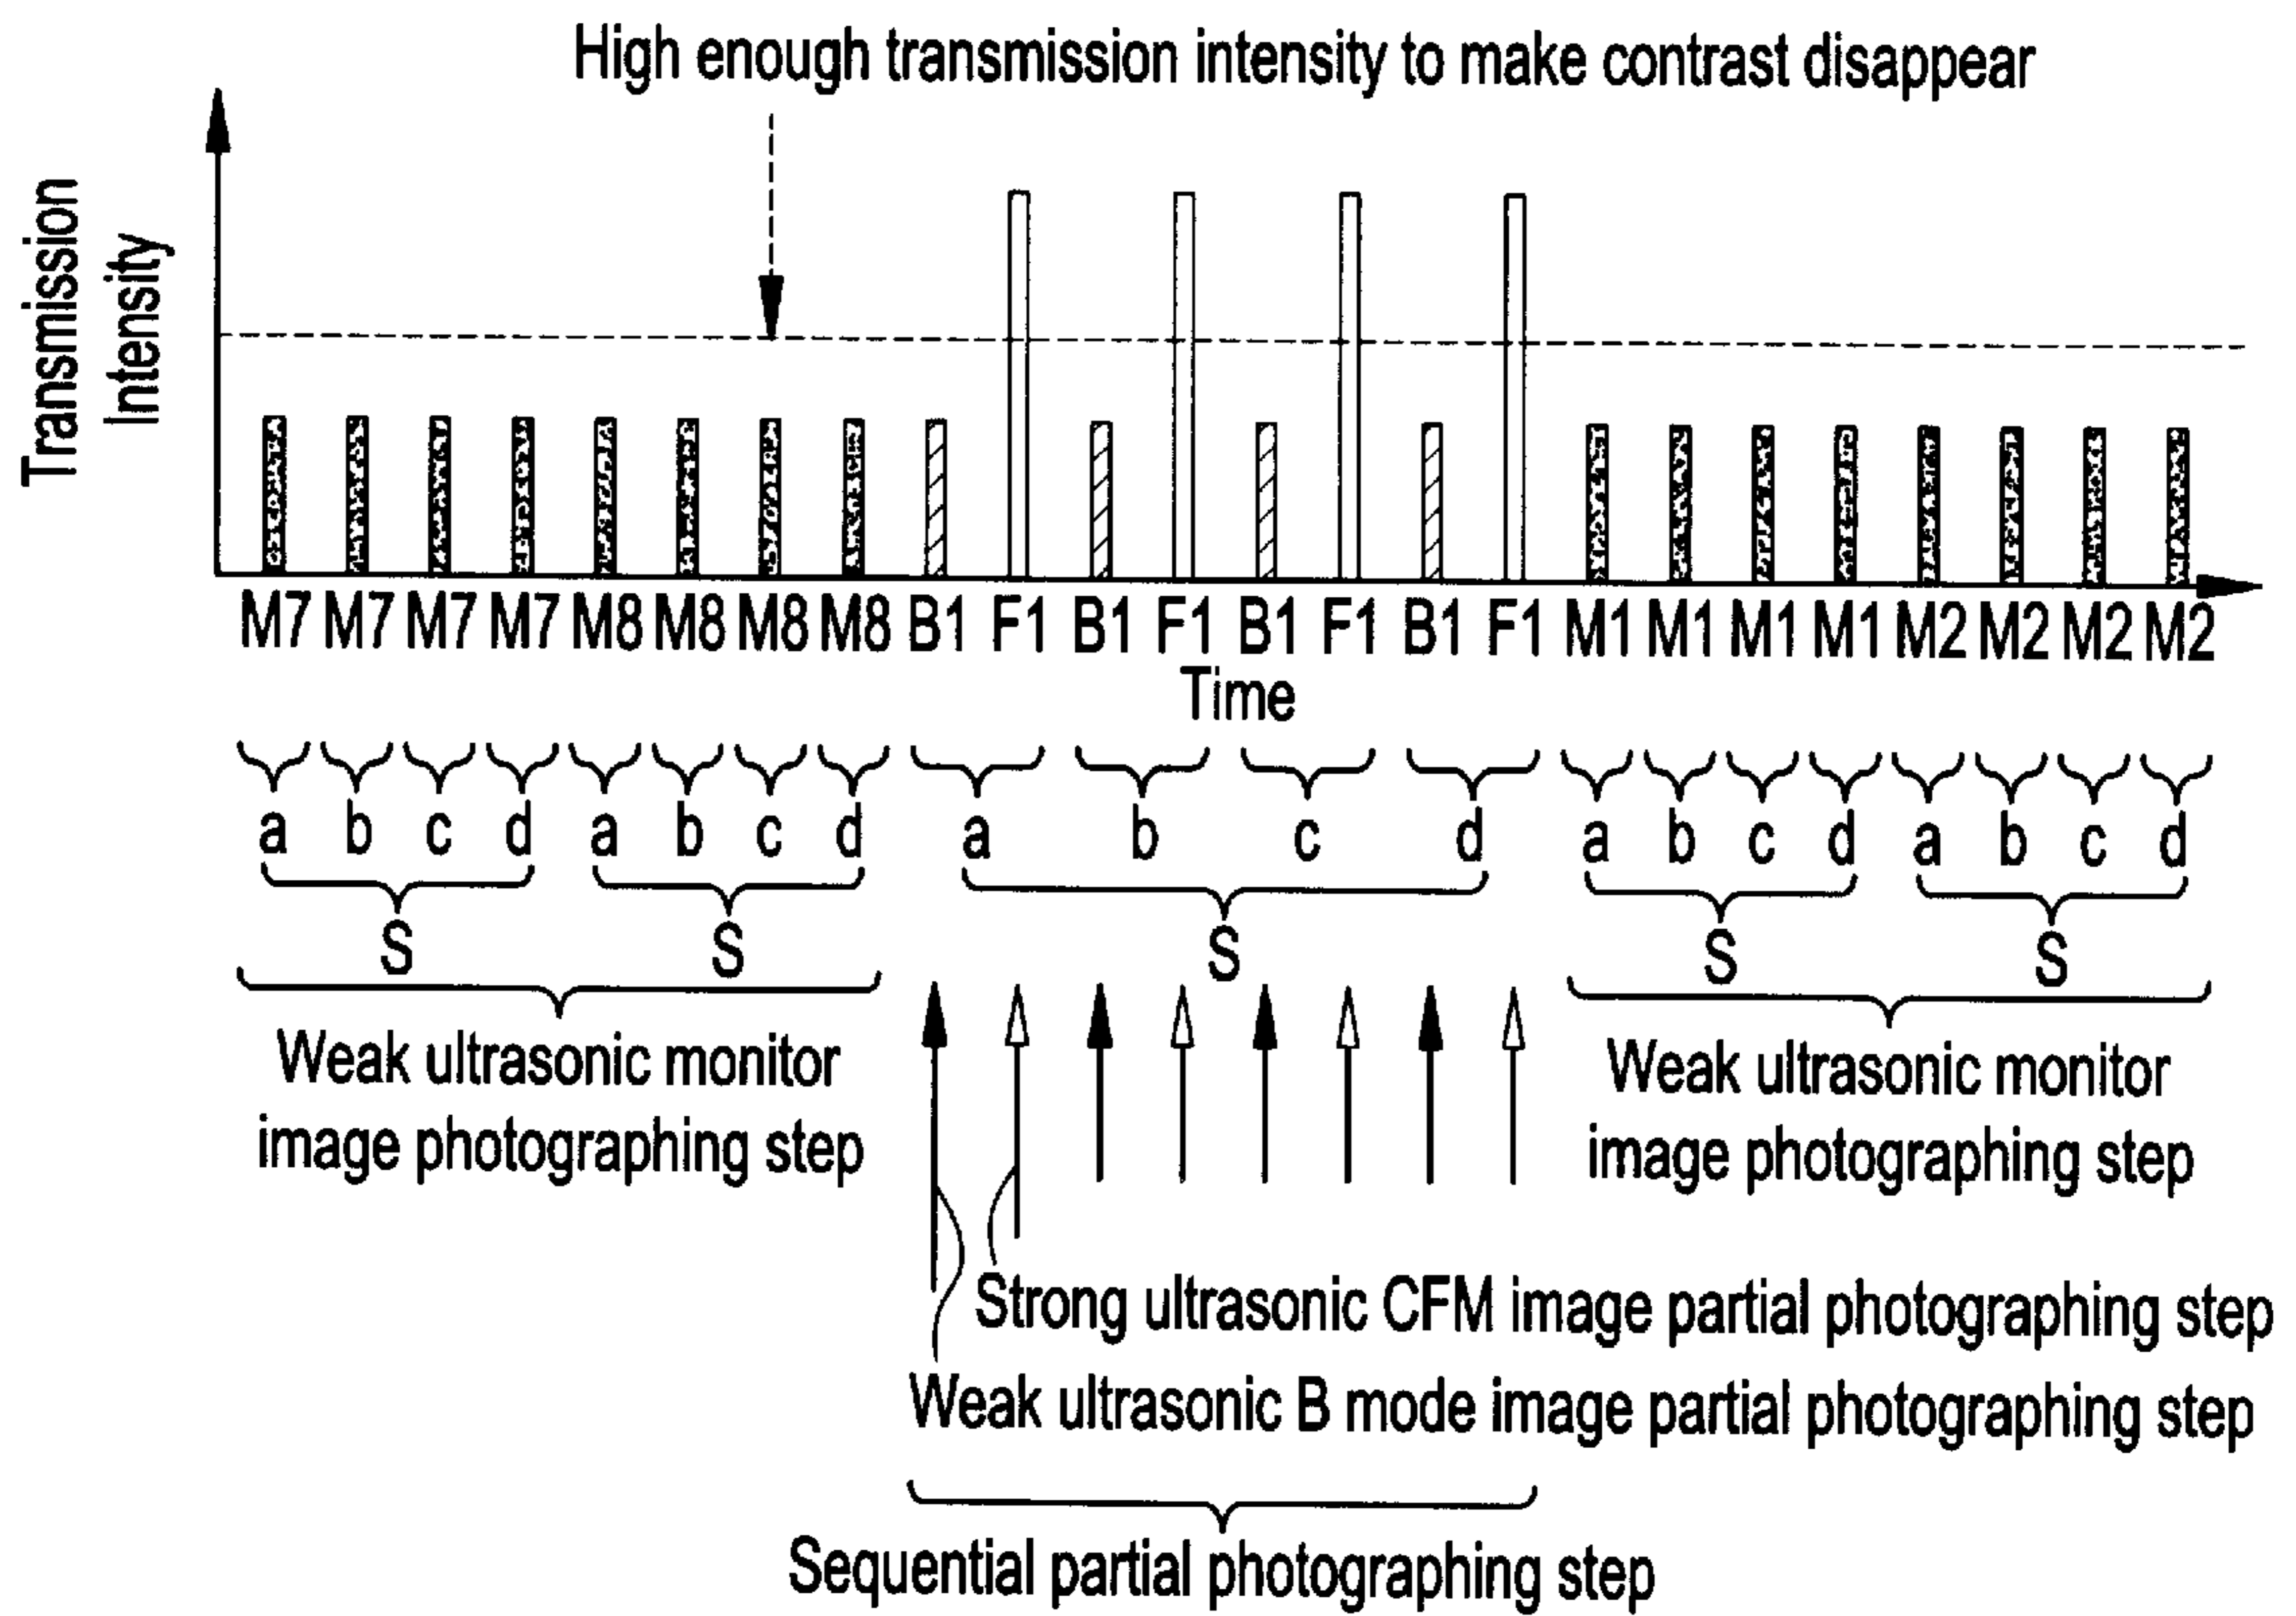 High enough transmission intensity to make contrast disappear
Transmission
Intensity
M7 M7 M7 M7 M8 M8 M8 M8 B1 F1 B1 F1 B1 F1 B1 F1 M1 M1 M1 M1 M2 M2 M2 M2
Time
a b c d a b c d a b c d a b c d a b c d
S S S S S
Weak ultrasonic monitor
image photographing step
Weak ultrasonic monitor
image photographing step
Strong ultrasonic CFM image partial photographing step
Weak ultrasonic B mode image partial photographing step
Sequential partial photographing step